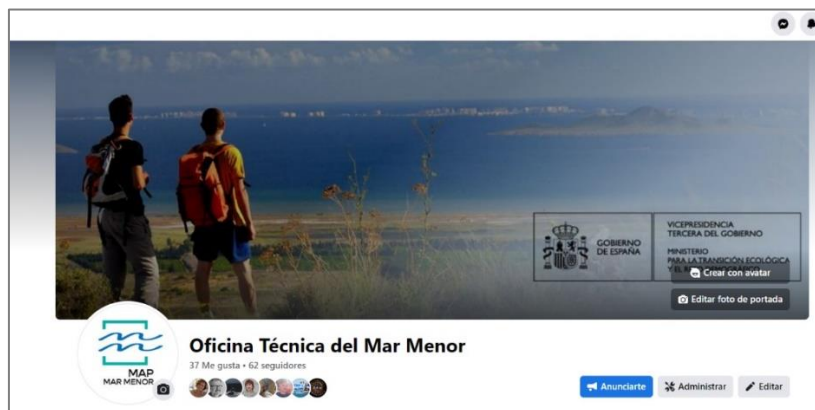 GOBIERNO
DE ESPAÑA
VICEPRESIDENCIA
TERCERA DEL GOBIERNO
MINISTERIO
PARA LA TRANSICIÓN ECOLÓGICA
Crear con avatar
Editar foto de portada
MAP
MAR MENOR
Oficina Técnica del Mar Menor
37 Me gusta • 62 seguidores
Anunciarte
Administrar
Editar